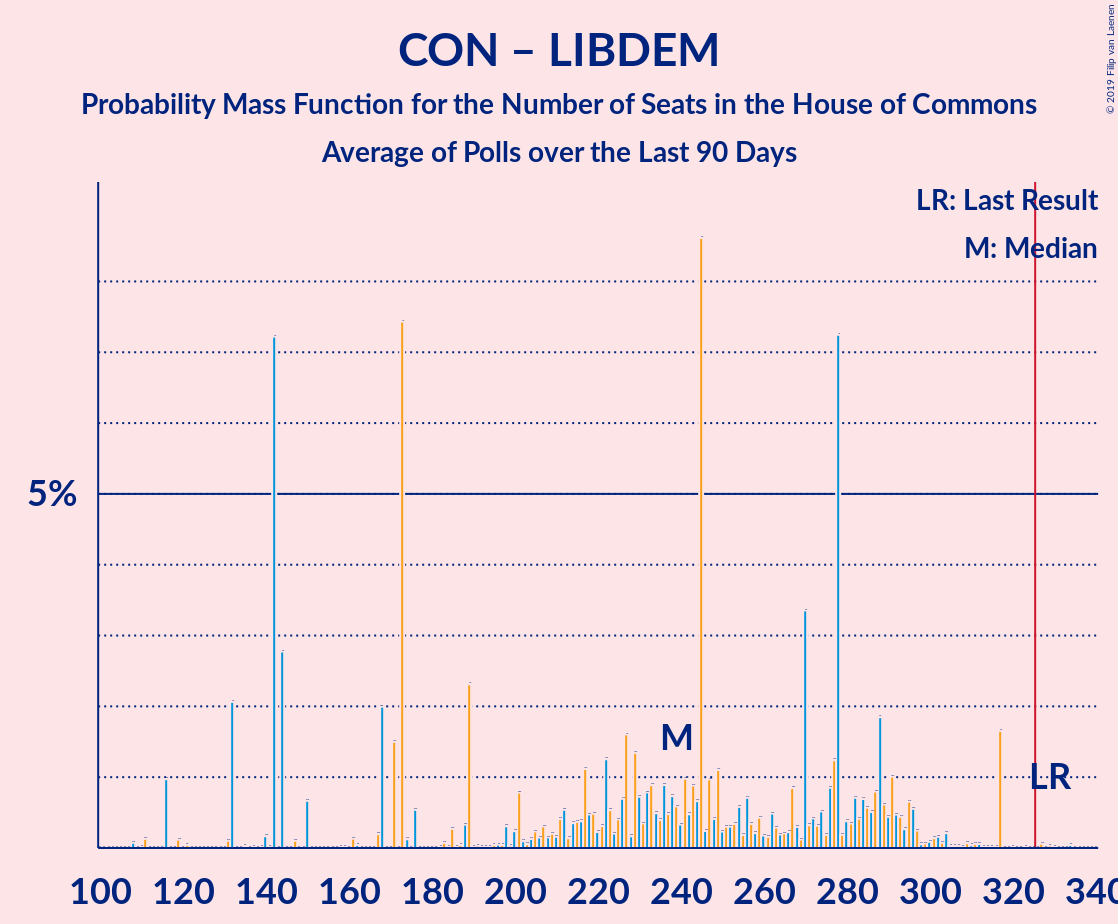 CON – LIBDEM
Probability Mass Function for the Number of Seats in the House of Commons
Average of Polls over the Last 90 Days
© 2019 Filip van Laenen
LR: Last Result
M: Median
5%
M
LR
100 120 140 160 180 200 220 240 260 280 300 320 340